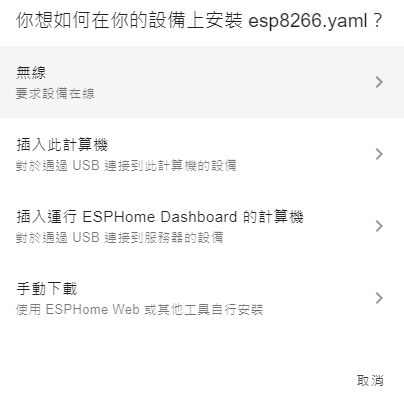 你想如何在你的設備上安裝 esp8266.yaml？
無線
要求設備在線
插入此計算機
對於通過 USB 連接到此計算機的設備
插入運行 ESPHome Dashboard 的計算機
對於通過 USB 連接到服務器的設備
手動下載
使用 ESPHome Web 或其他工具自行安裝
取消